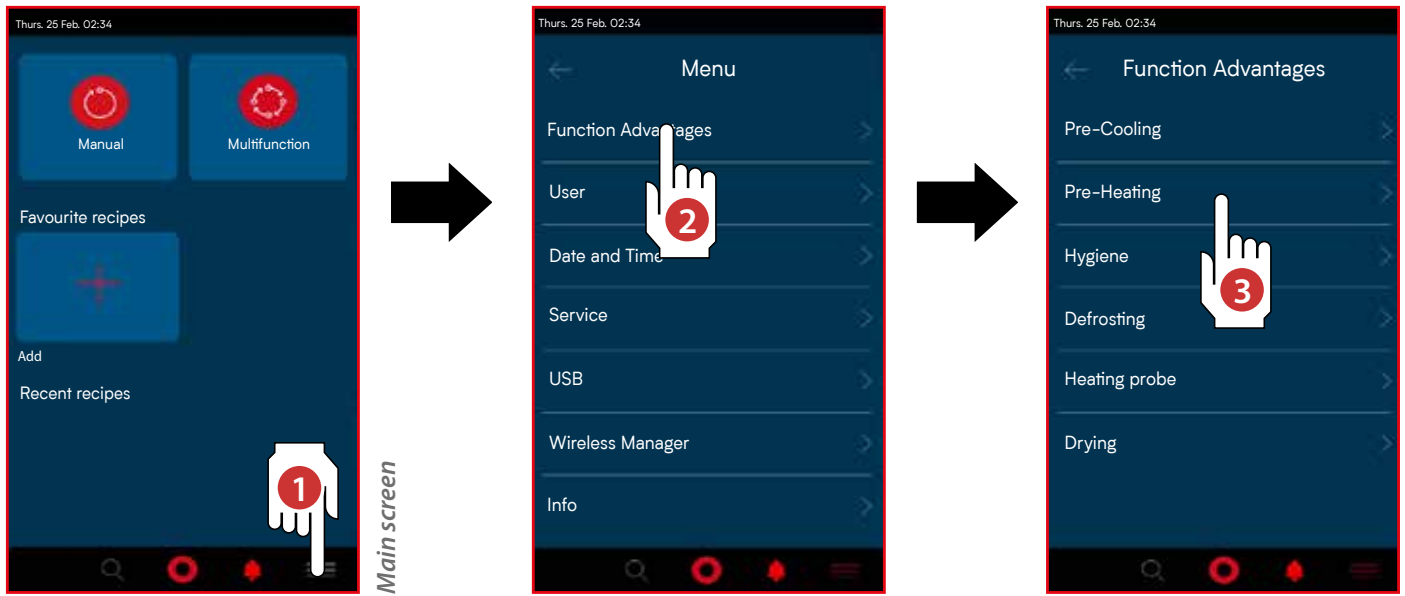 Thurs. 25 Feb. 02:34
Manual
Multifunction
Favourite recipes
Add
Recent recipes
1
Main screen
Thurs. 25 Feb. 02:34
Menu
Function Advantages
User
2
Date and Time
Service
USB
Wireless Manager
Info
Thurs. 25 Feb. 02:34
Function Advantages
Pre-Cooling
Pre-Heating
Hygiene
3
Defrosting
Heating probe
Drying